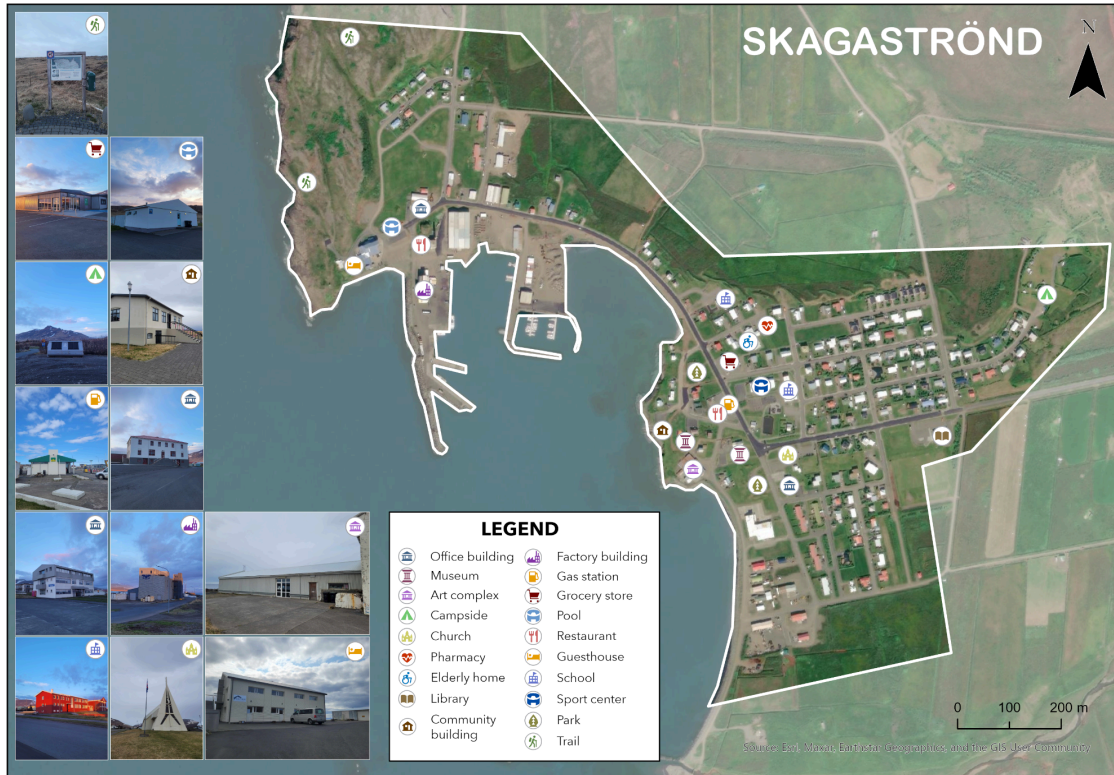 SKAGASTRÖND
N
LEGEND
Office building
Museum
Art complex
Campside
Church
Pharmacy
Elderly home
Library
Community
building
Factory building
Gas station
Grocery store
Pool
Restaurant
Guesthouse
School
Sport center
Park
Trail
0 100 200 m
Source: Esri, Maxar, Earthstar Geographics, and the GIS User Community